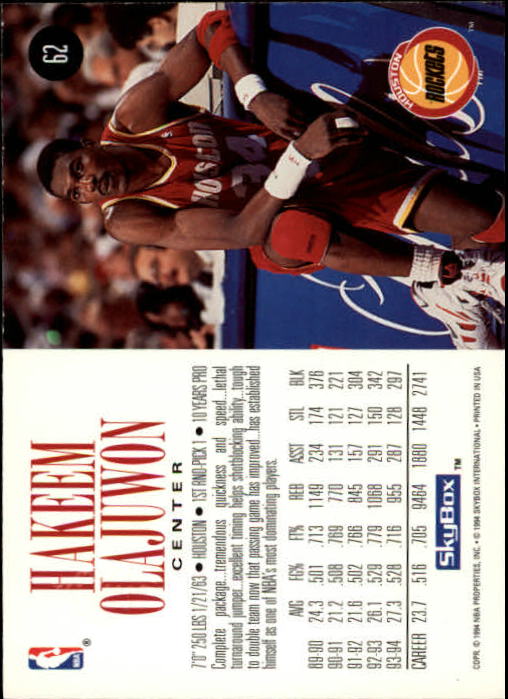 62
HOUSTON
ROCKETS
TM
TM
HOUSTON
34
HAKEEM
OLAJUWON
CENTER
7'0" 250 LBS 1/21/63 • HOUSTON • 1ST RND-PICK 1 • 10 YEARS PRO
Complete package...tremendous quickness and speed...lethal
turnaround jumper...excellent timing helps shotblocking ability...tough
to double team now that passing game has improved...has established
himself as one of NBA's most dominating players.
AVG FG% FT% REB ASST STL BLK
89-90 24.3 .501 .713 1149 234 174 376
90-91 21.2 .508 .769 770 131 121 221
91-92 21.6 .502 .766 845 157 127 304
92-93 26.1 .529 .779 1068 291 150 342
93-94 27.3 .528 .716 955 287 128 297
CAREER 23.7 .516 .705 9464 1880 1448 2741
SkyBox™
COPR. © 1994 NBA PROPERTIES, INC. • © 1994 SKYBOX INTERNATIONAL • PRINTED IN USA
NBA ®